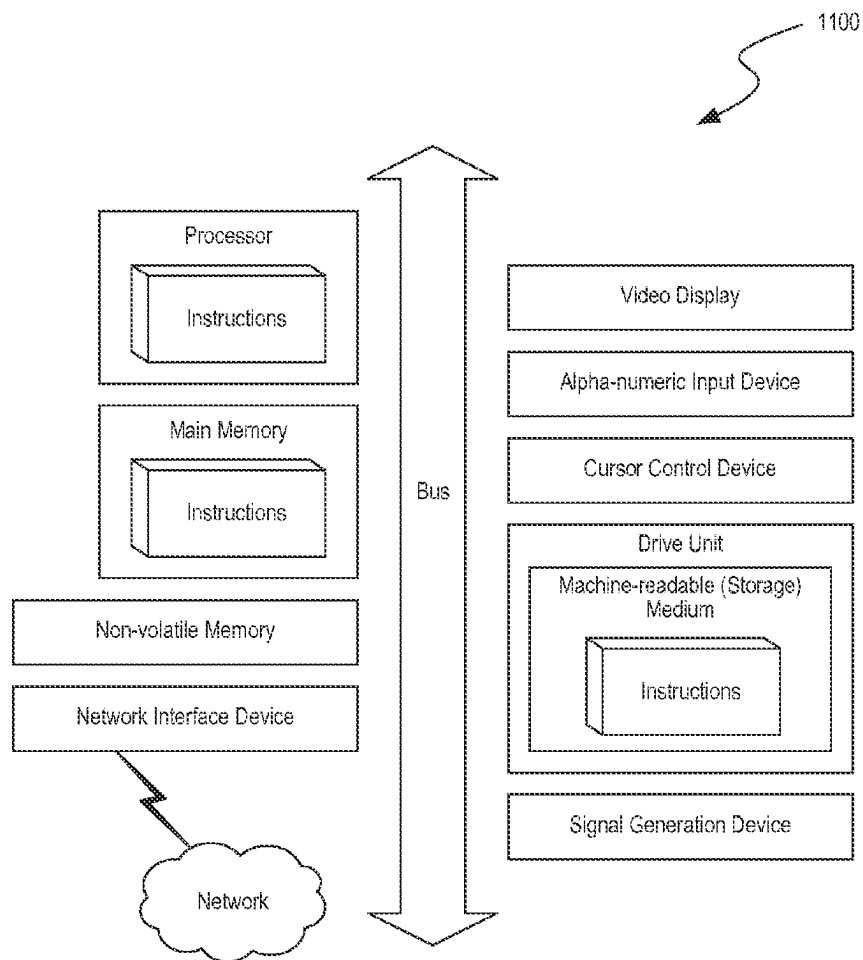 1100
Processor
Instructions
Main Memory
Instructions
Non-volatile Memory
Network Interface Device
Network
Bus
Video Display
Alpha-numeric Input Device
Cursor Control Device
Drive Unit
Machine-readable (Storage)
Medium
Instructions
Signal Generation Device